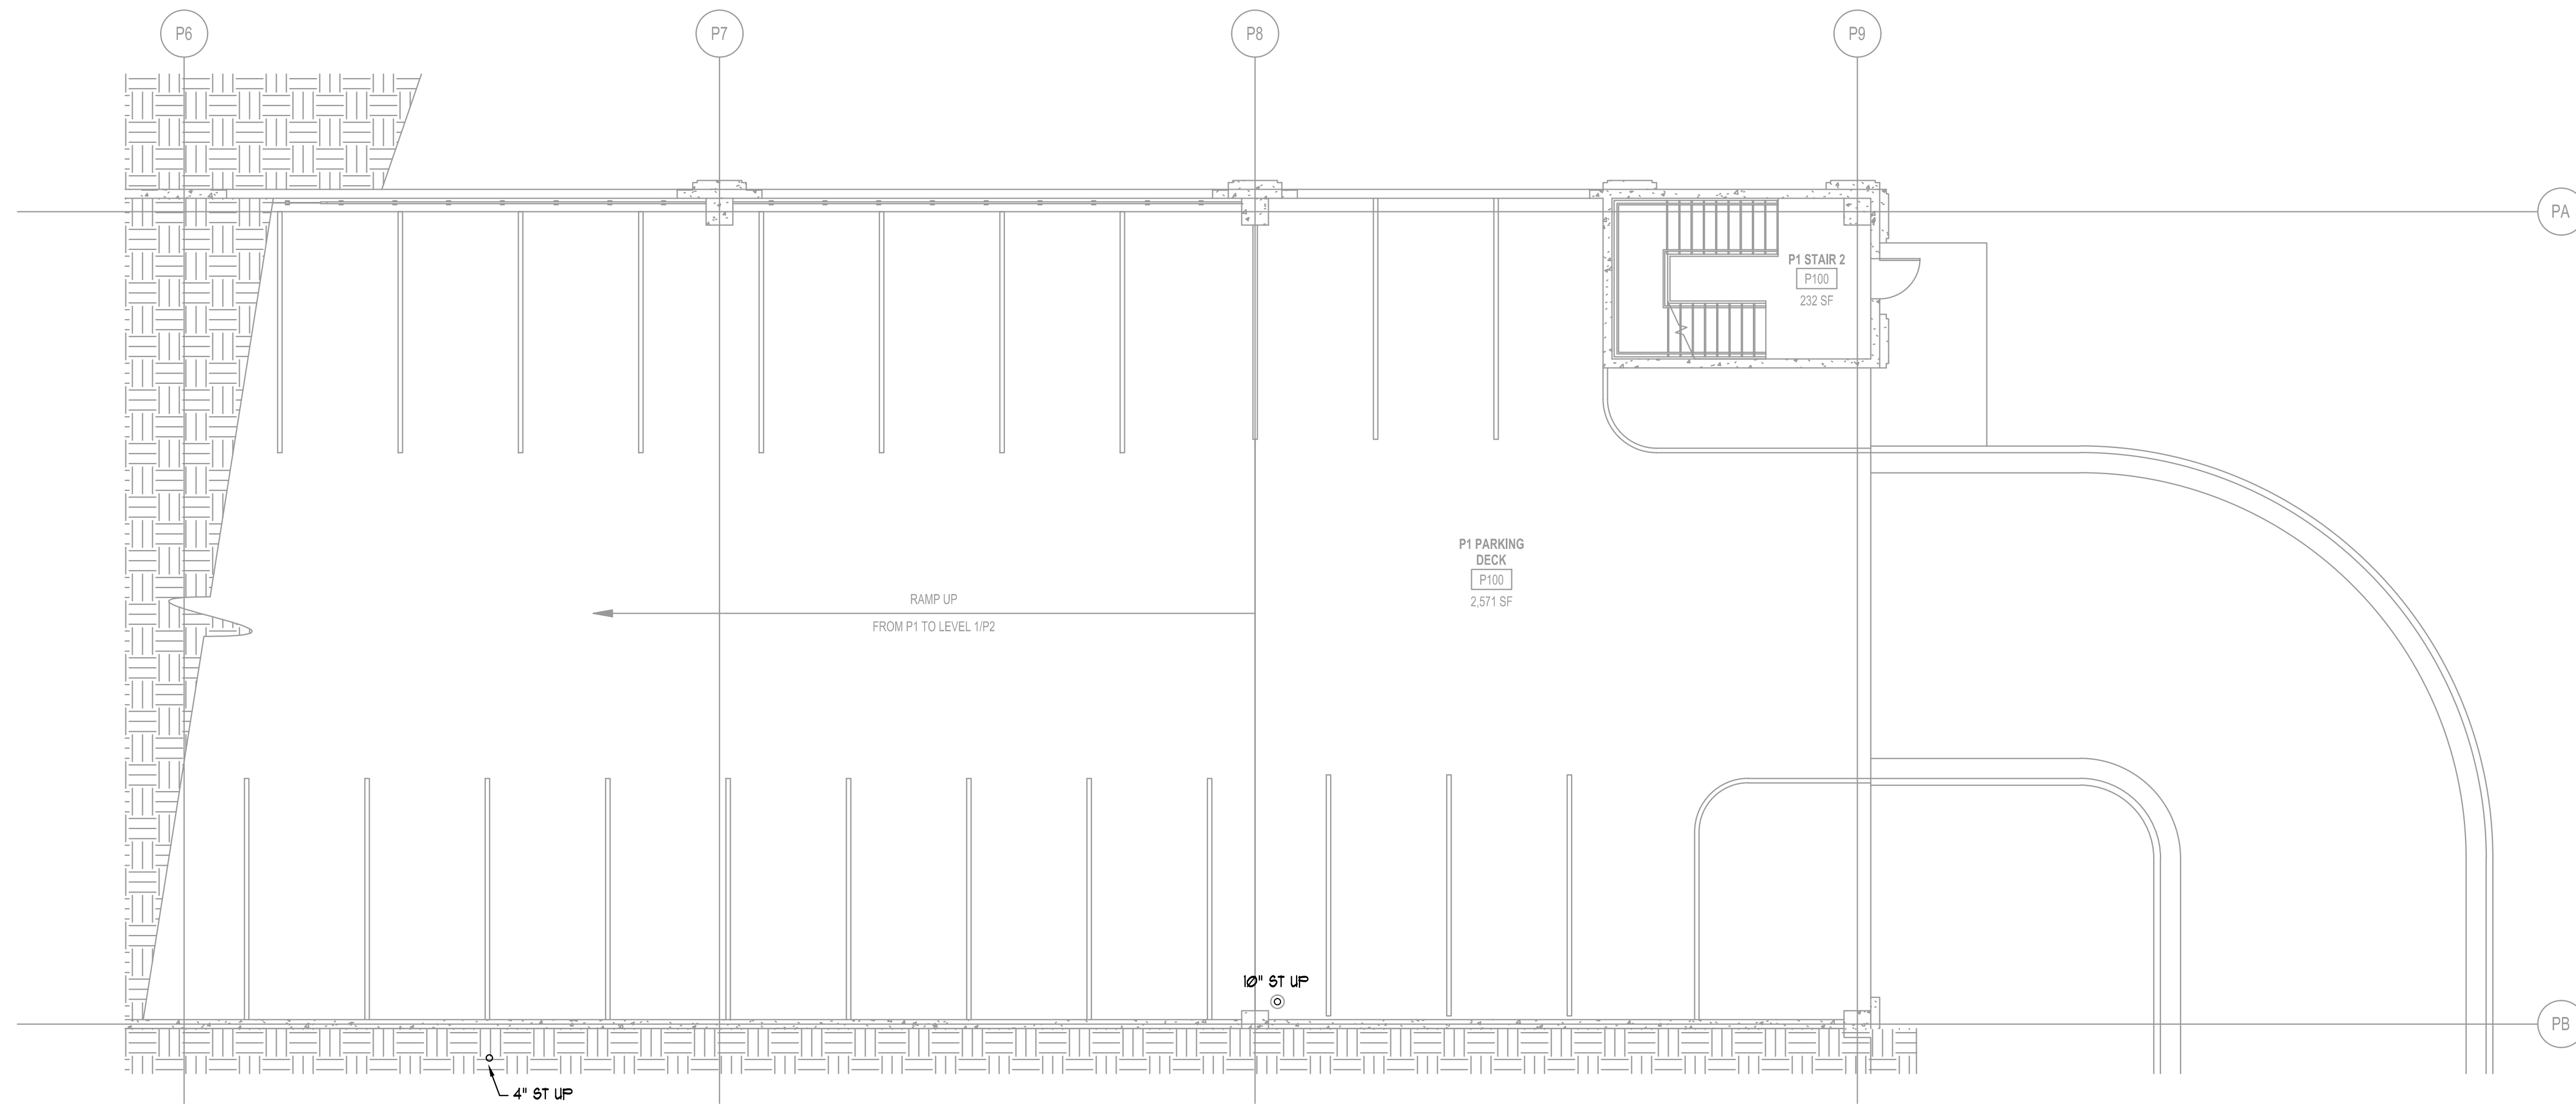 P6
P7
P8
P9
PA
P1 STAIR 2
P100
232 SF
P1 PARKING
DECK
P100
2,571 SF
RAMP UP
FROM P1 TO LEVEL 1/P2
10" ST UP
PB
4" ST UP